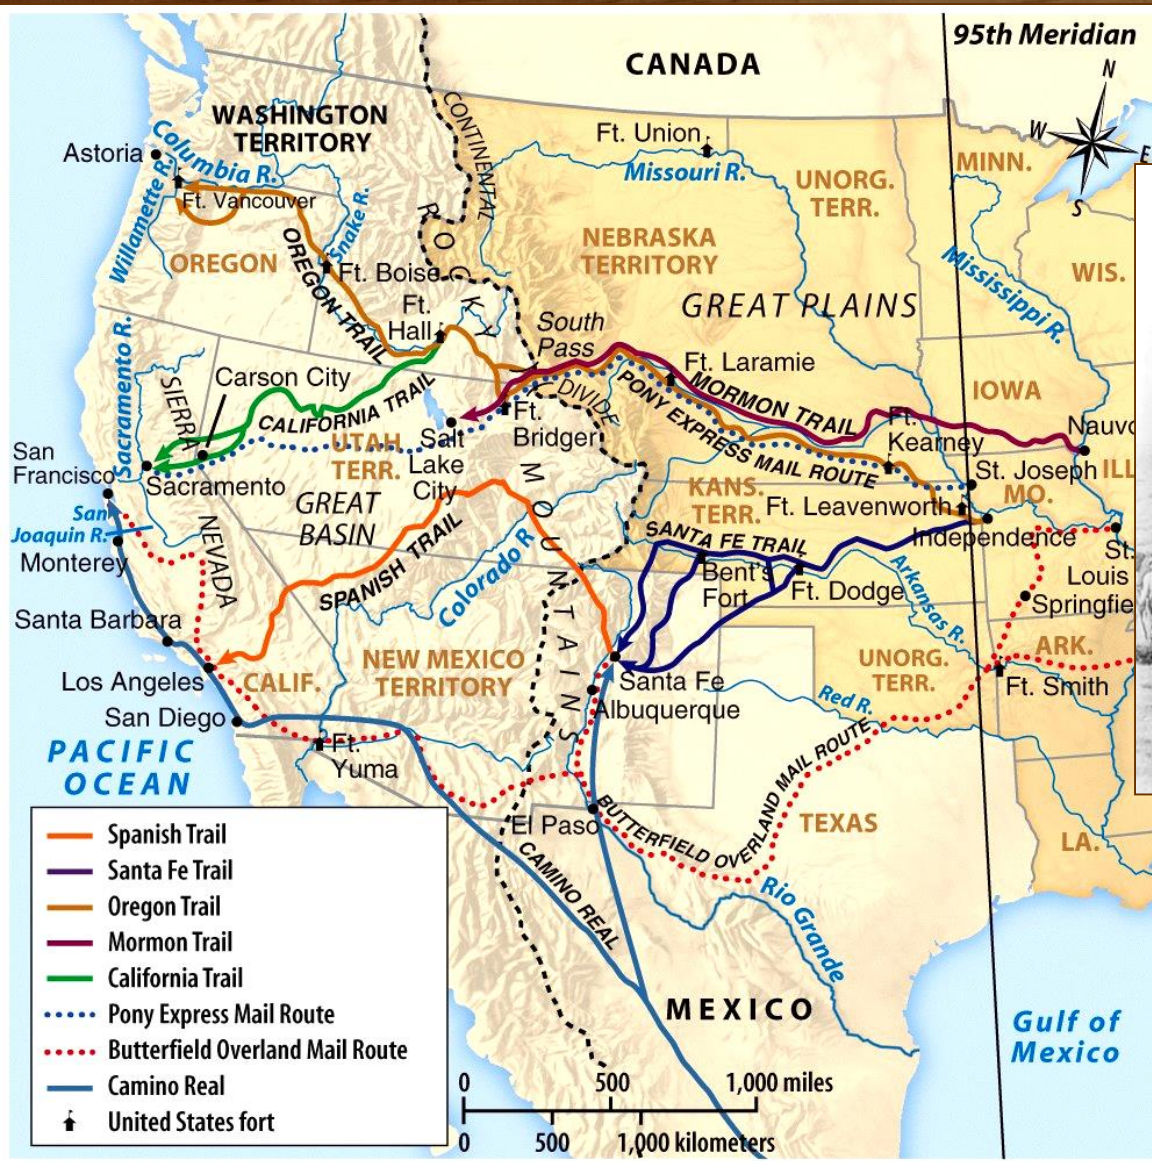 95th Meridian
CANADA
N
W
E
S
WASHINGTON
TERRITORY
CONTINENTAL
DIVIDE
Ft. Union
Missouri R.
MINN.
Astoria
Columbia R.
Willamette R.
Ft. Vancouver
Snake R.
UNORG.
TERR.
ROCKY
MOUNTAINS
NEBRASKA
TERRITORY
OREGON
OREGON TRAIL
Ft. Boise
Mississippi R.
WIS.
GREAT PLAINS
Ft.
Hall
South
Pass
Sacramento R.
SIERRA
NEVADA
Carson City
CALIFORNIA TRAIL
Ft. Laramie
MORMON TRAIL
PONY EXPRESS MAIL ROUTE
IOWA
UTAH
TERR.
Salt
Lake
City
Ft.
Bridger
Ft.
Kearney
Nauvo
San
Francisco
Sacramento
St. Joseph
ILL
MO.
GREAT
BASIN
KANS.
TERR.
Ft. Leavenworth
San
Joaquin R.
Monterey
SPANISH TRAIL
Colorado R
SANTA FE TRAIL
Independence
Bent's
Fort
Ft. Dodge
Arkansas R.
St.
Louis
Springfie
Santa Barbara
ARK.
Los Angeles
CALIF.
NEW MEXICO
TERRITORY
Santa Fe
UNORG.
TERR.
Ft. Smith
San Diego
Albuquerque
Red R.
Ft.
Yuma
PACIFIC
OCEAN
BUTTERFIELD OVERLAND MAIL ROUTE
El Paso
TEXAS
LA.
CAMINO REAL
Rio Grande
MEXICO
Gulf of
Mexico
Spanish Trail
Santa Fe Trail
Oregon Trail
Mormon Trail
California Trail
Pony Express Mail Route
Butterfield Overland Mail Route
Camino Real
United States fort
0 500 1,000 miles
0 500 1,000 kilometers